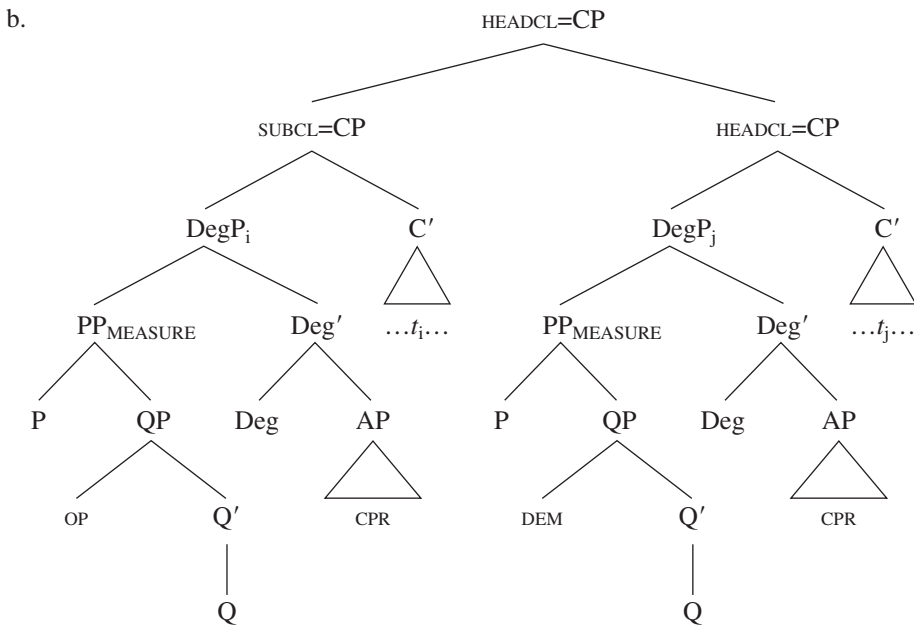 b. HEADCL=CP
SUBCL=CP HEADCL=CP
DegPi C′ DegPj C′
PPMEASURE Deg′ …ti… PPMEASURE Deg′ …tj…
P QP Deg AP P QP Deg AP
OP Q′ CPR DEM Q′ CPR
Q Q